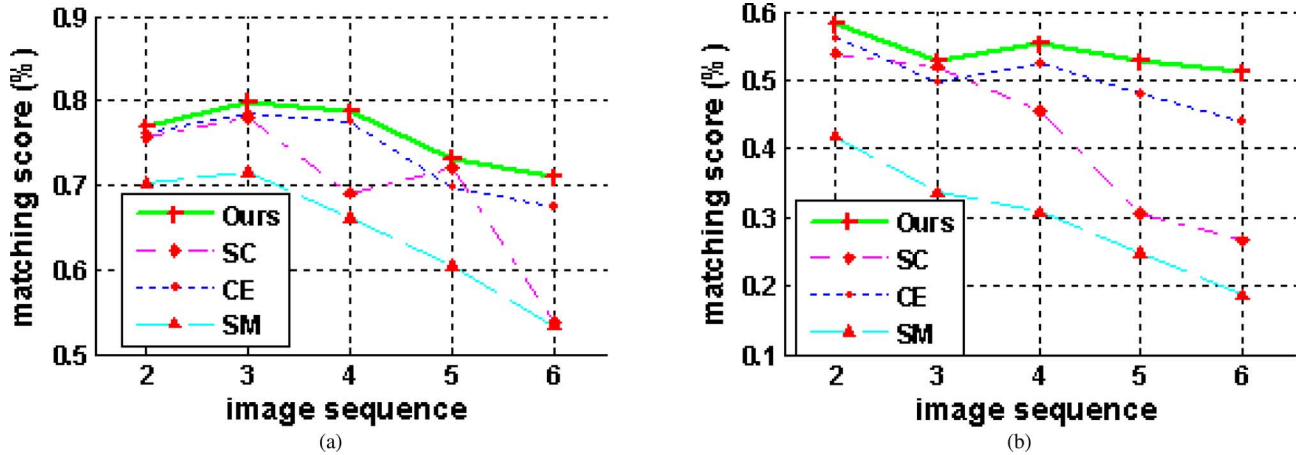 0.9
0.8
0.7
0.6
0.5
matching score (%)
Ours
SC
CE
SM
2 3 4 5 6
image sequence
(a)
0.6
0.5
0.4
0.3
0.2
0.1
matching score (%)
Ours
SC
CE
SM
2 3 4 5 6
image sequence
(b)